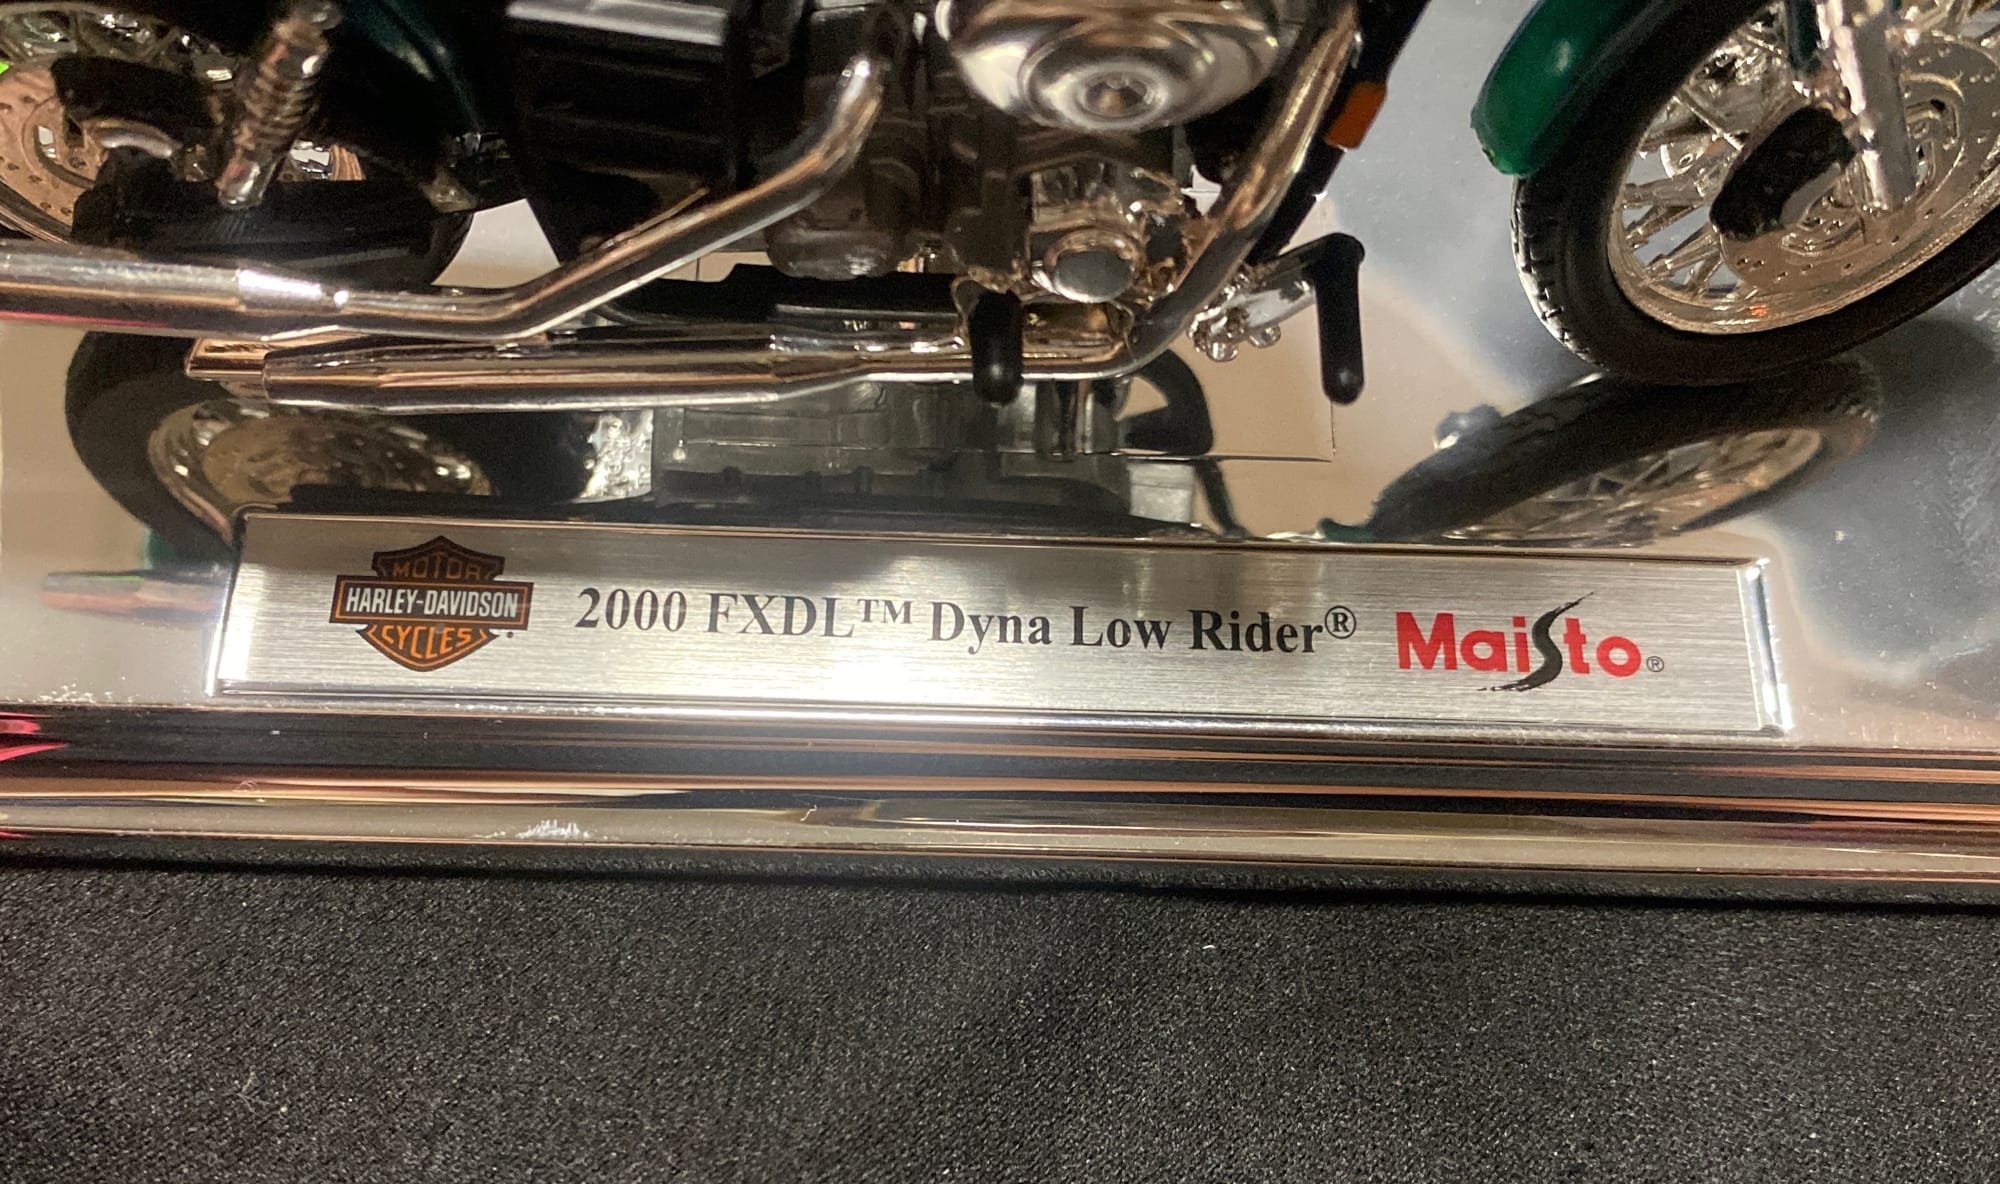 MOTOR
HARLEY-DAVIDSON
CYCLES
2000 FXDL™ Dyna Low Rider®
Maisto®